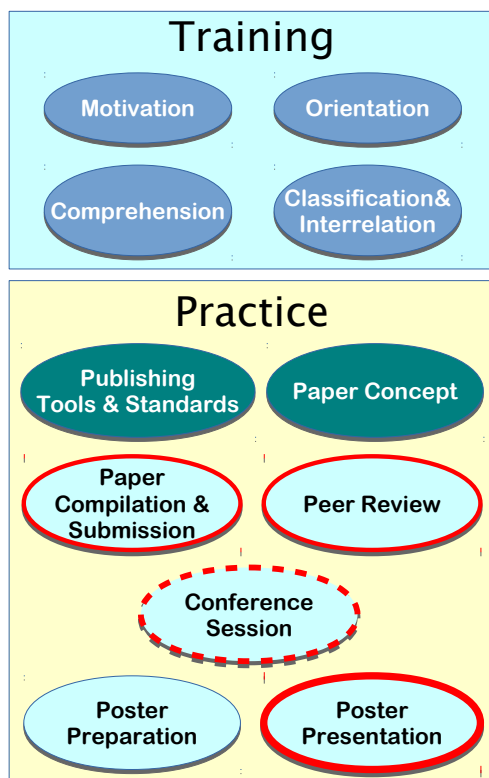 Training
Motivation
Orientation
Comprehension
Classification&
Interrelation
Practice
Publishing
Tools & Standards
Paper Concept
Paper
Compilation &
Submission
Peer Review
Conference
Session
Poster
Preparation
Poster
Presentation